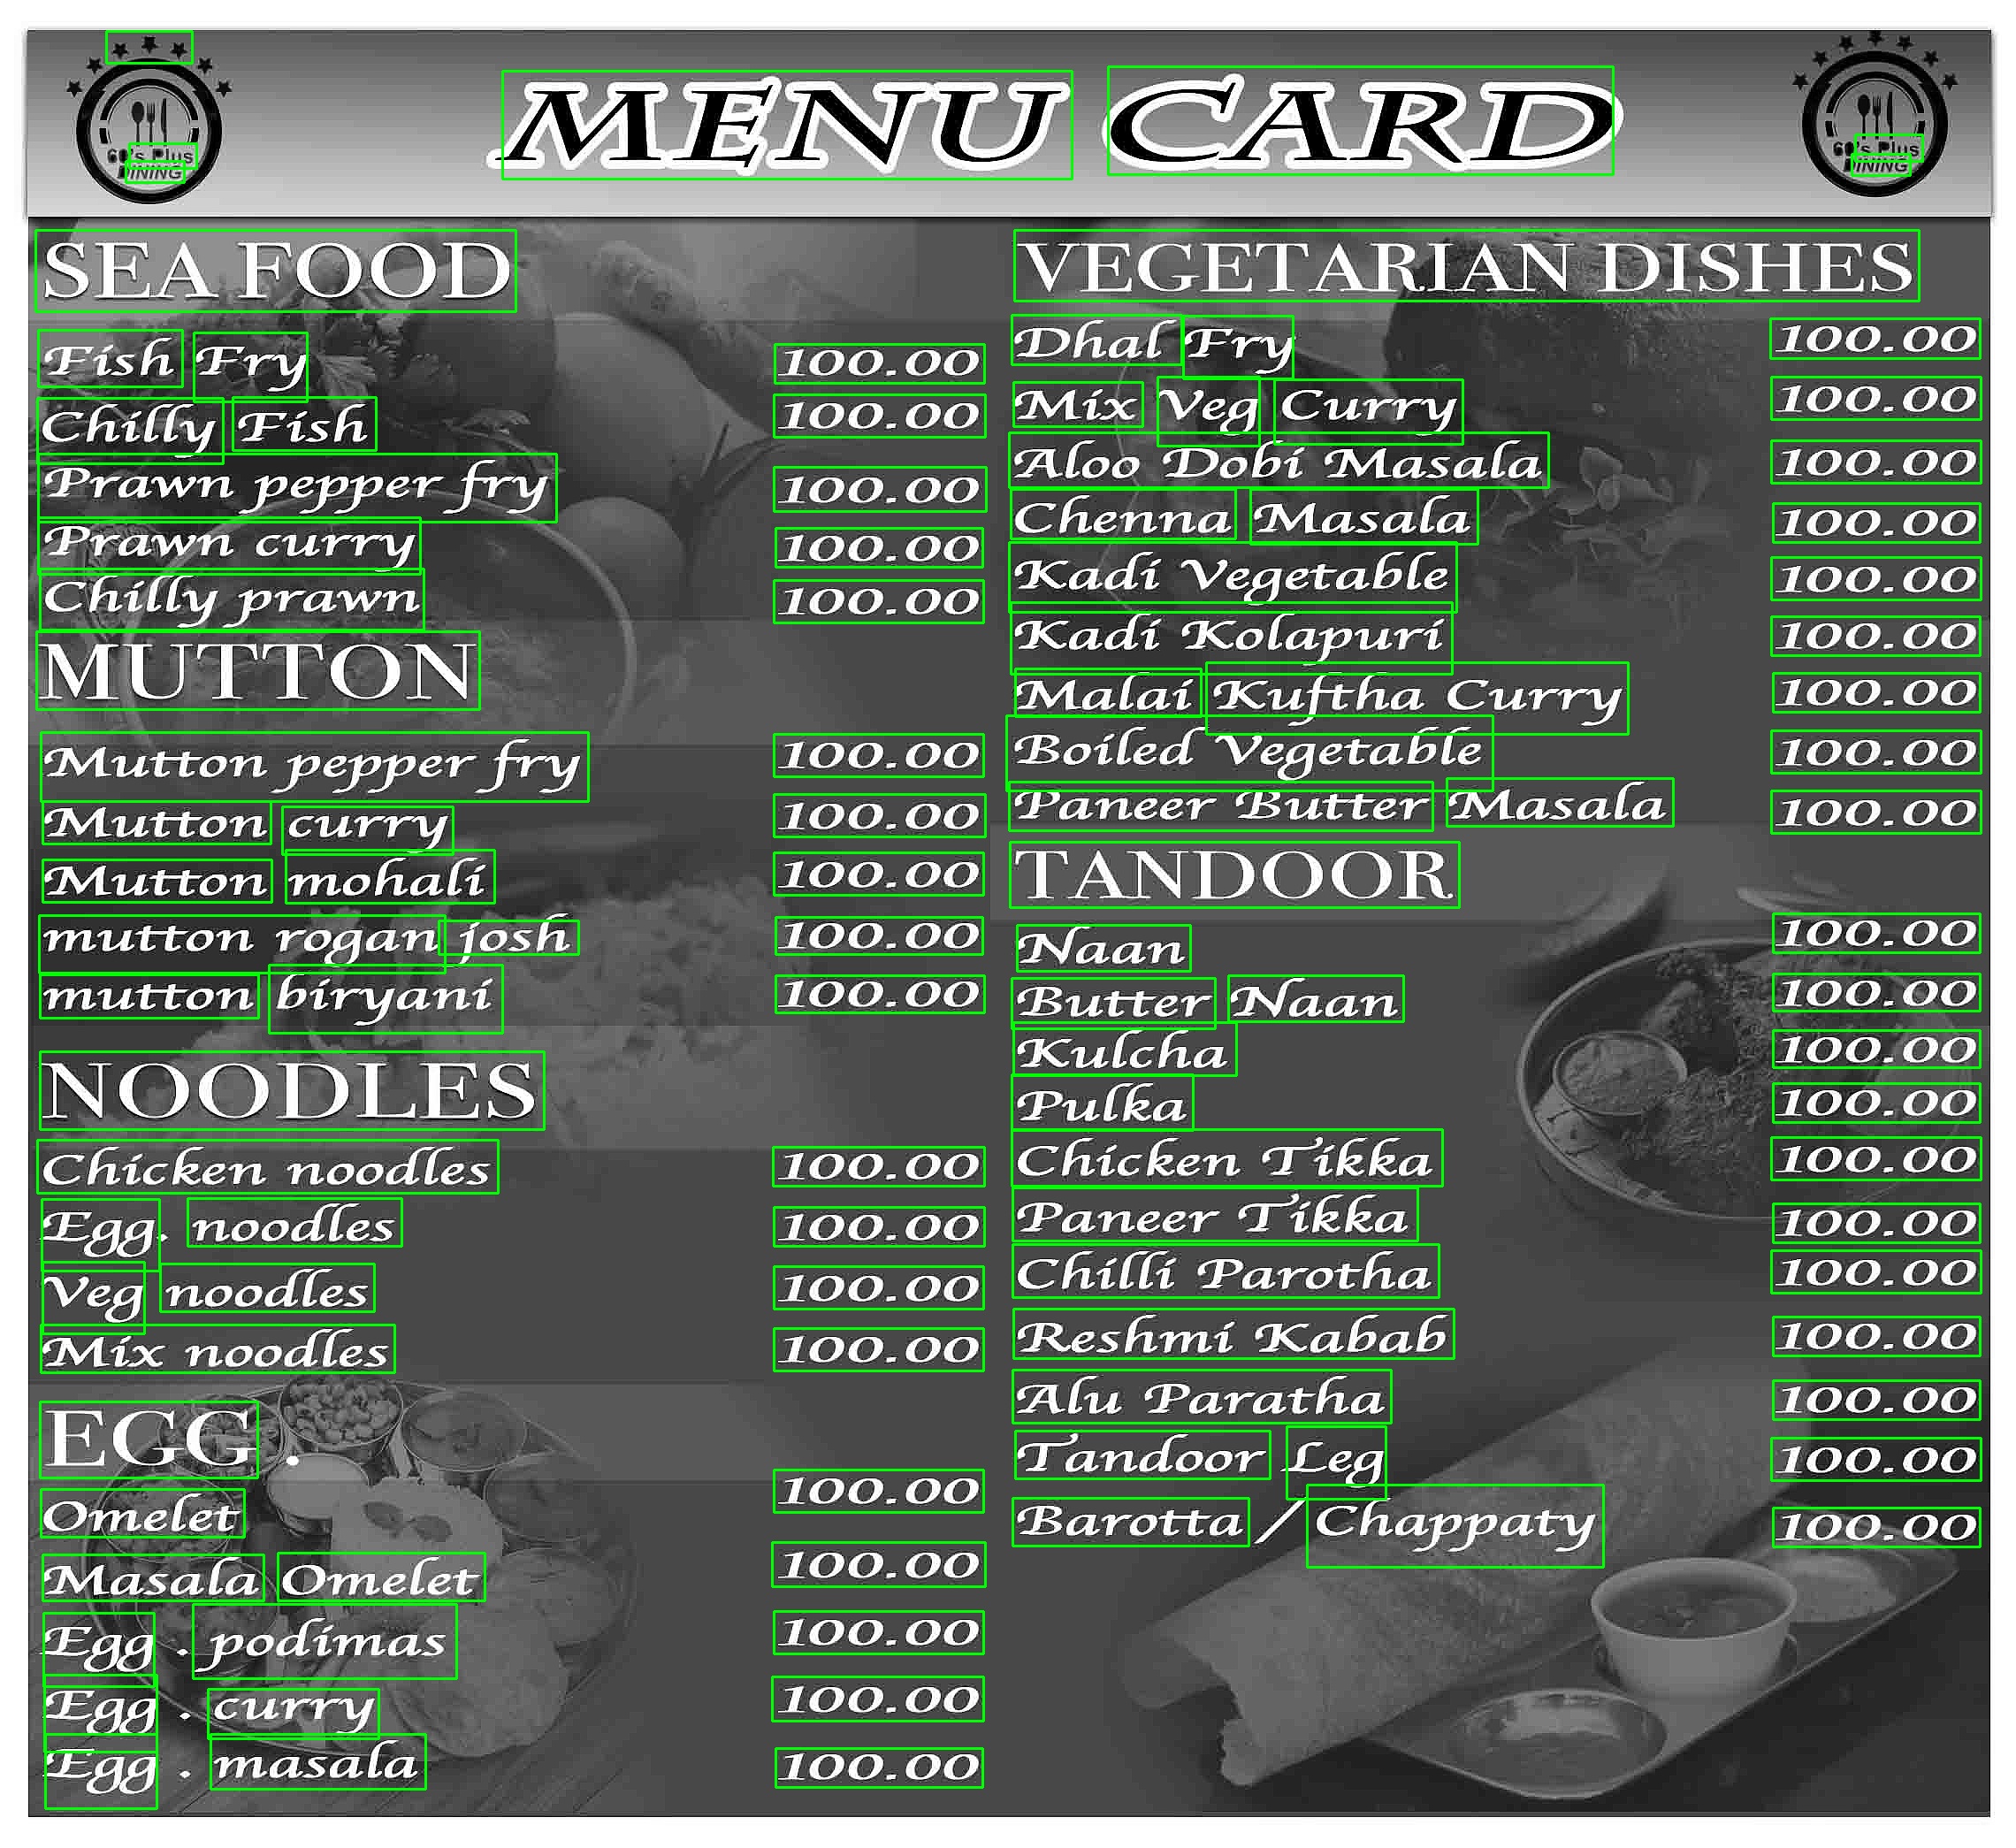 MENU CARD
60's Plus
DINING
60's Plus
DINING
SEA FOOD
Fish Fry 100.00
Chilly Fish 100.00
Prawn pepper fry 100.00
Prawn curry 100.00
Chilly prawn 100.00
MUTTON
Mutton pepper fry 100.00
Mutton curry 100.00
Mutton mohali 100.00
mutton rogan josh 100.00
mutton biryani 100.00
NOODLES
Chicken noodles 100.00
Egg. noodles 100.00
Veg noodles 100.00
Mix noodles 100.00
EGG .
Omelet 100.00
Masala Omelet 100.00
Egg . podimas 100.00
Egg . curry 100.00
Egg . masala 100.00
VEGETARIAN DISHES
Dhal Fry 100.00
Mix Veg Curry 100.00
Aloo Dobi Masala 100.00
Chenna Masala 100.00
Kadi Vegetable 100.00
Kadi Kolapuri 100.00
Malai Kuftha Curry 100.00
Boiled Vegetable 100.00
Paneer Butter Masala 100.00
TANDOOR
Naan 100.00
Butter Naan 100.00
Kulcha 100.00
Pulka 100.00
Chicken Tikka 100.00
Paneer Tikka 100.00
Chilli Parotha 100.00
Reshmi Kabab 100.00
Alu Paratha 100.00
Tandoor Leg 100.00
Barotta / Chappaty 100.00